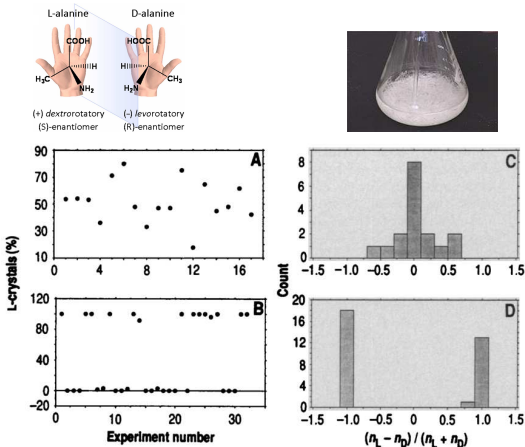 L-alanine D-alanine
COOH HOOC
H H
H₃C CH₃
NH₂ H₂N
(+) dextrorotatory (-) levorotatory
(S)-enantiomer (R)-enantiomer
A
90
70
50
30
10
0 4 8 12 16
L-crystals (%)
B
120
80
40
0
−20
0 10 20 30
Experiment number
C
8
6
4
2
0
−1.5 −1.0 −0.5 0 0.5 1.0 1.5
Count
D
20
16
12
8
4
0
−1.5 −1.0 −0.5 0 0.5 1.0 1.5
(nL − nD) / (nL + nD)